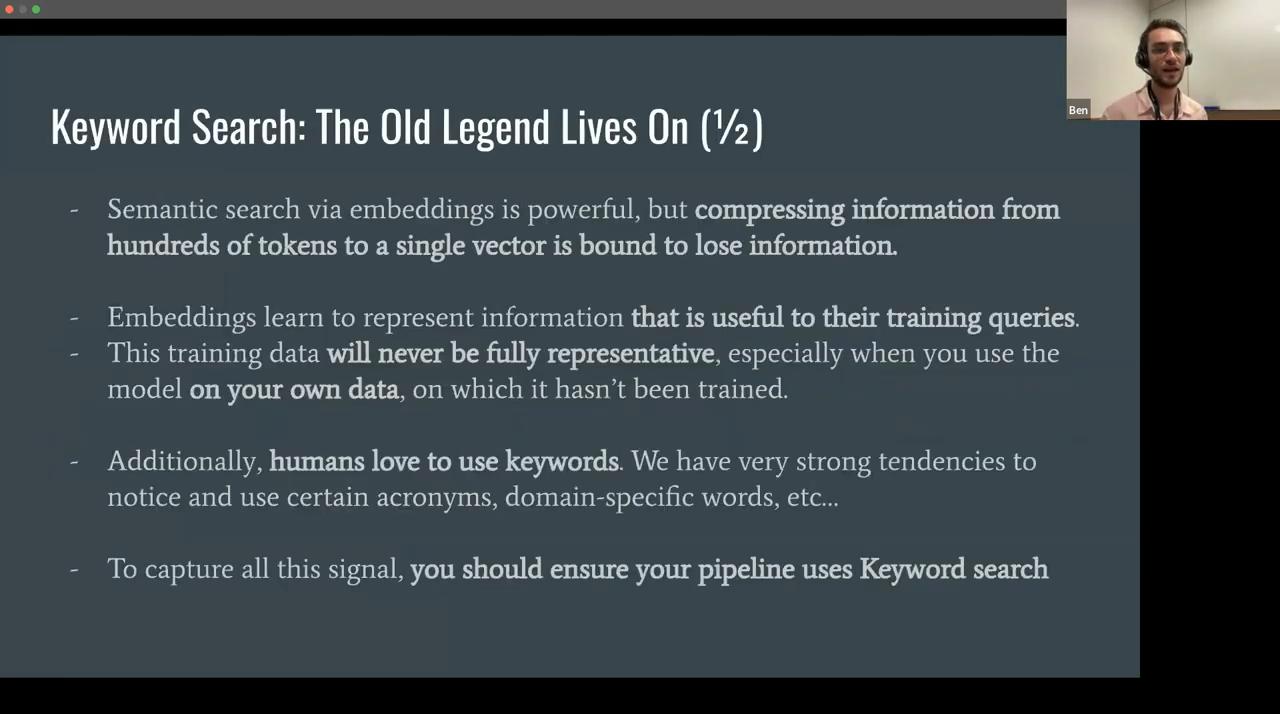 Keyword Search: The Old Legend Lives On (½)
Ben
- Semantic search via embeddings is powerful, but compressing information from
hundreds of tokens to a single vector is bound to lose information.
- Embeddings learn to represent information that is useful to their training queries.
- This training data will never be fully representative, especially when you use the
model on your own data, on which it hasn’t been trained.
- Additionally, humans love to use keywords. We have very strong tendencies to
notice and use certain acronyms, domain-specific words, etc...
- To capture all this signal, you should ensure your pipeline uses Keyword search